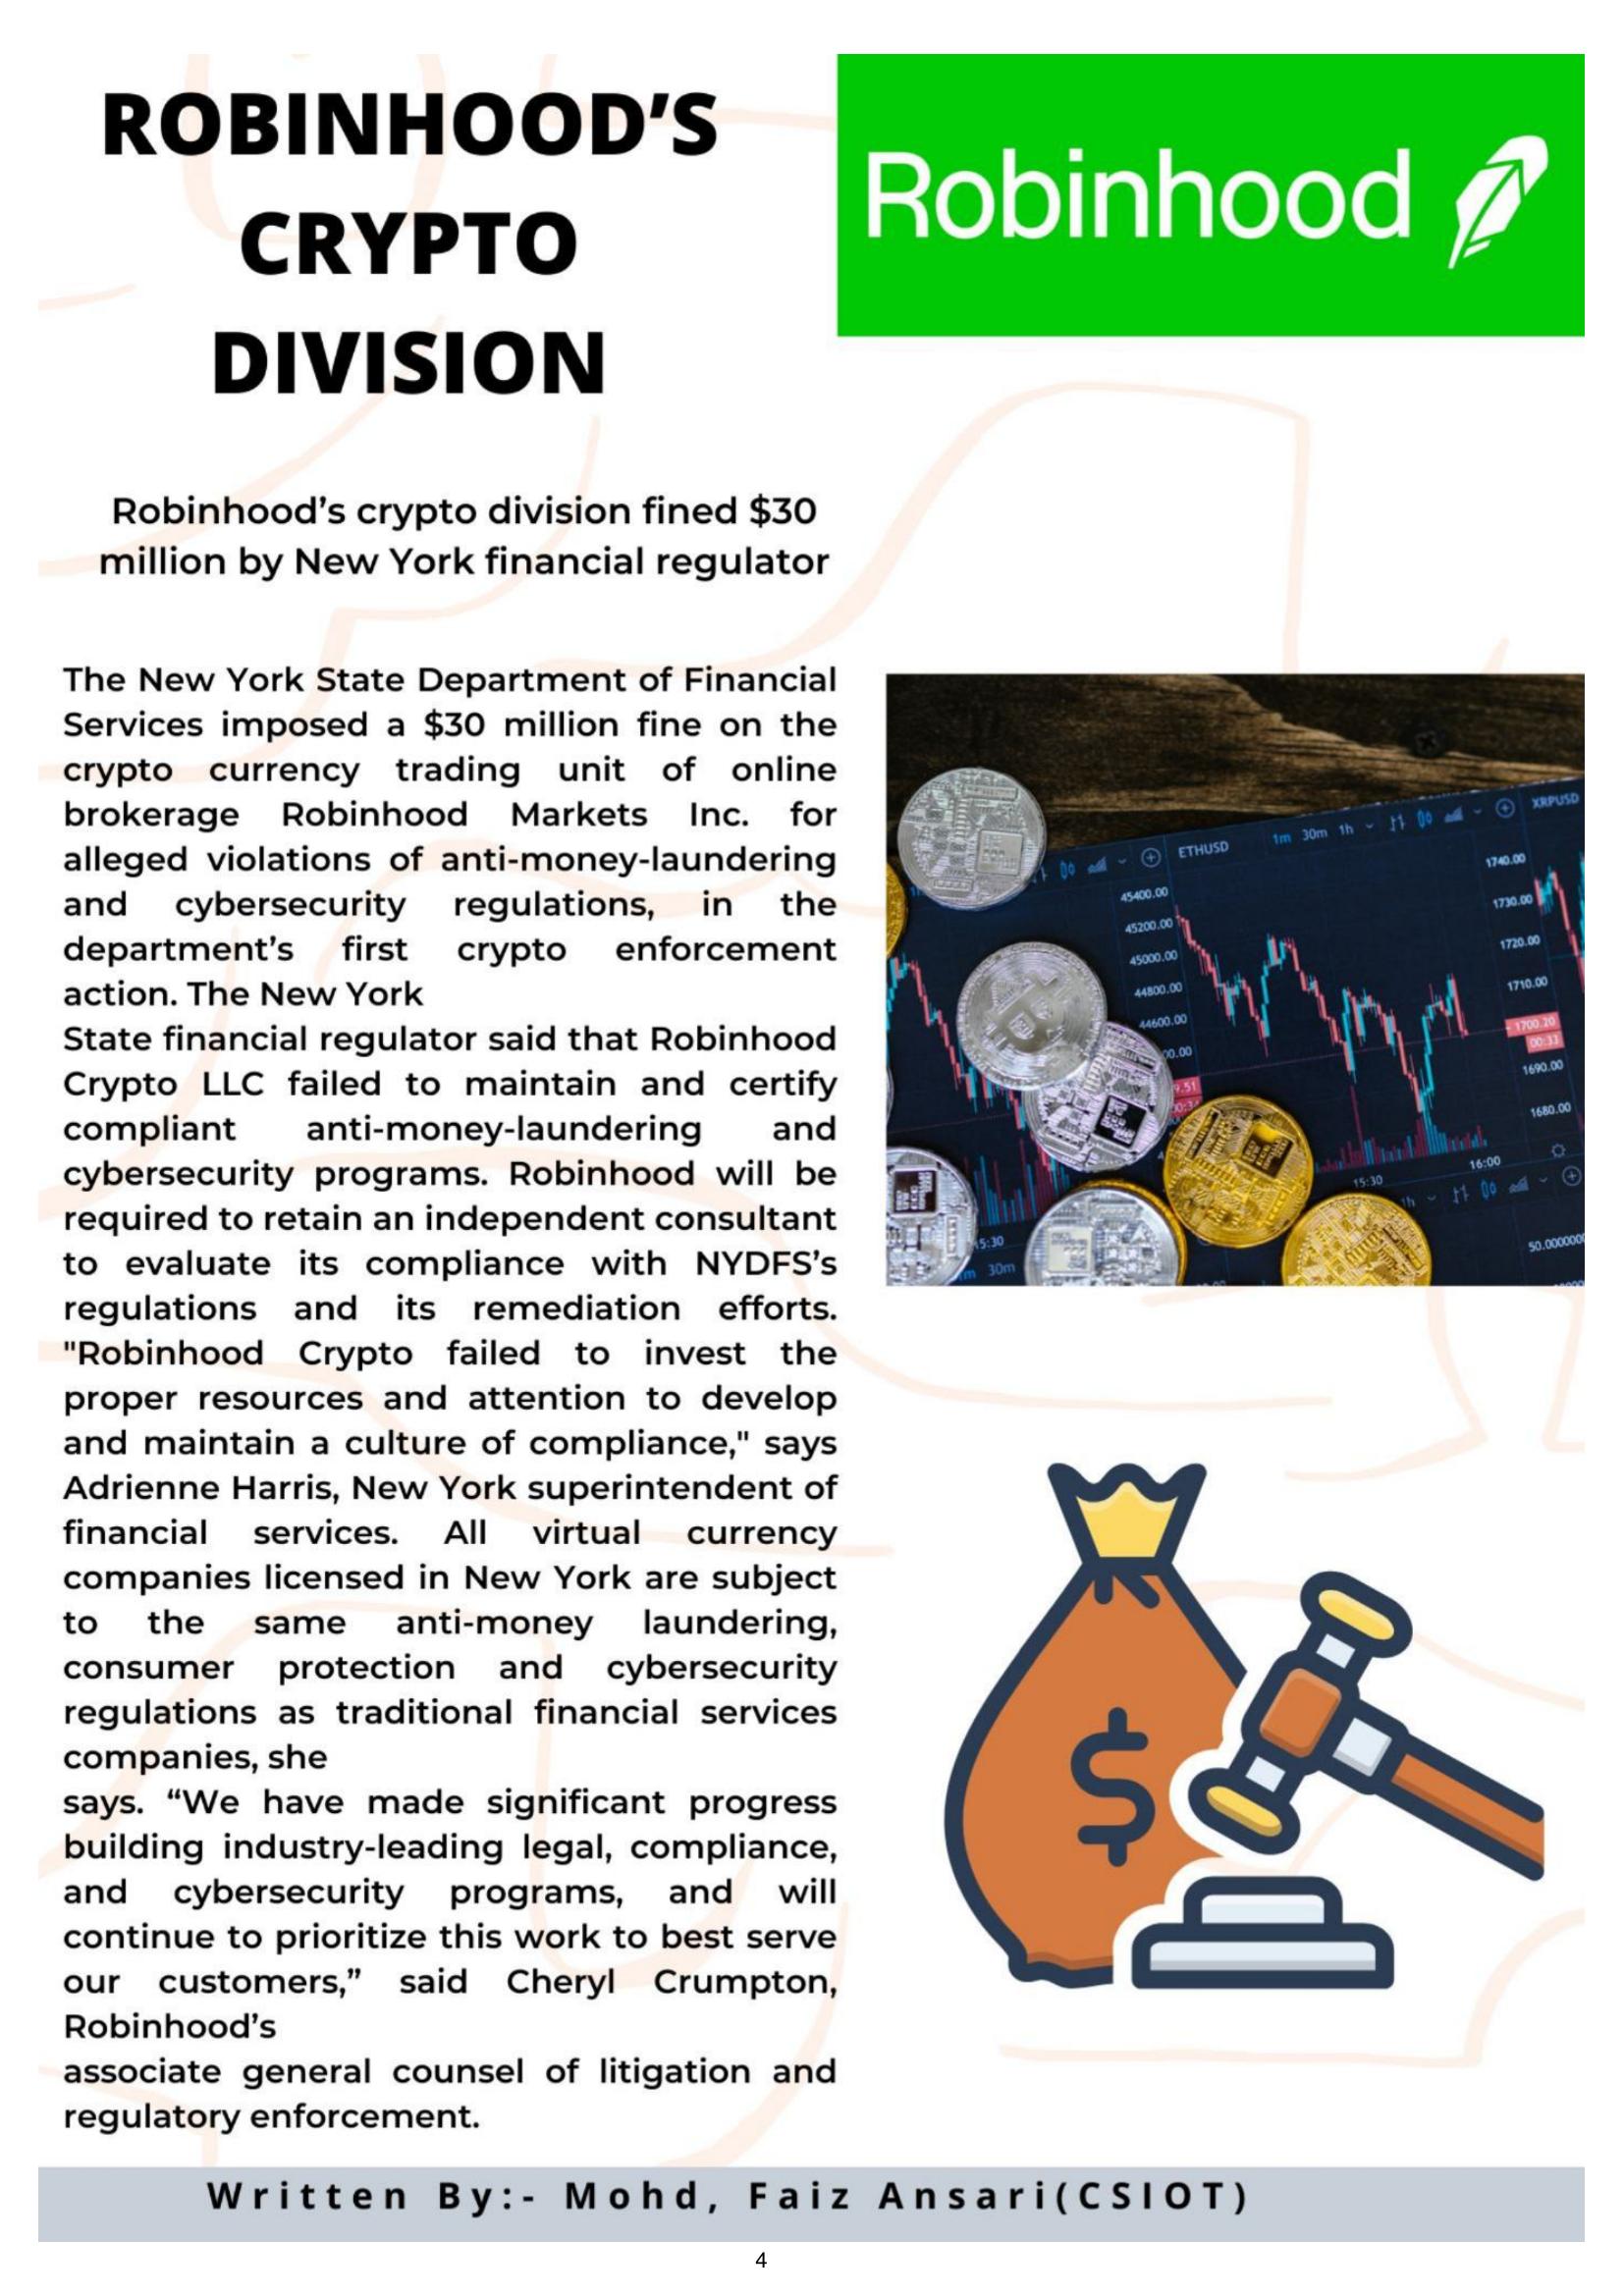 ROBINHOOD'S
CRYPTO
DIVISION
Robinhood
Robinhood's crypto division fined $30
million by New York financial regulator
The New York State Department of Financial
Services imposed a $30 million fine on the
crypto currency trading unit of online
brokerage Robinhood Markets Inc. for
alleged violations of anti-money-laundering
and cybersecurity regulations, in the
department's first crypto enforcement
action. The New York
State financial regulator said that Robinhood
Crypto LLC failed to maintain and certify
compliant anti-money-laundering and
cybersecurity programs. Robinhood will be
required to retain an independent consultant
to evaluate its compliance with NYDFS's
regulations and its remediation efforts.
"Robinhood Crypto failed to invest the
proper resources and attention to develop
and maintain a culture of compliance," says
Adrienne Harris, New York superintendent of
financial services. All virtual currency
companies licensed in New York are subject
to the same anti-money laundering,
consumer protection and cybersecurity
regulations as traditional financial services
companies, she
says. “We have made significant progress
building industry-leading legal, compliance,
and cybersecurity programs, and will
continue to prioritize this work to best serve
our customers,” said Cheryl Crumpton,
Robinhood’s
associate general counsel of litigation and
regulatory enforcement.
ETHUSD
1m 30m 1h
XRPUSD
45400.00
45200.00
45000.00
44800.00
44600.00
1740.00
1730.00
1720.00
1710.00
1700.20
00:33
1690.00
1680.00
15:30
16:00
30m
$
Written By:- Mohd, Faiz Ansari(CSIOT)
4